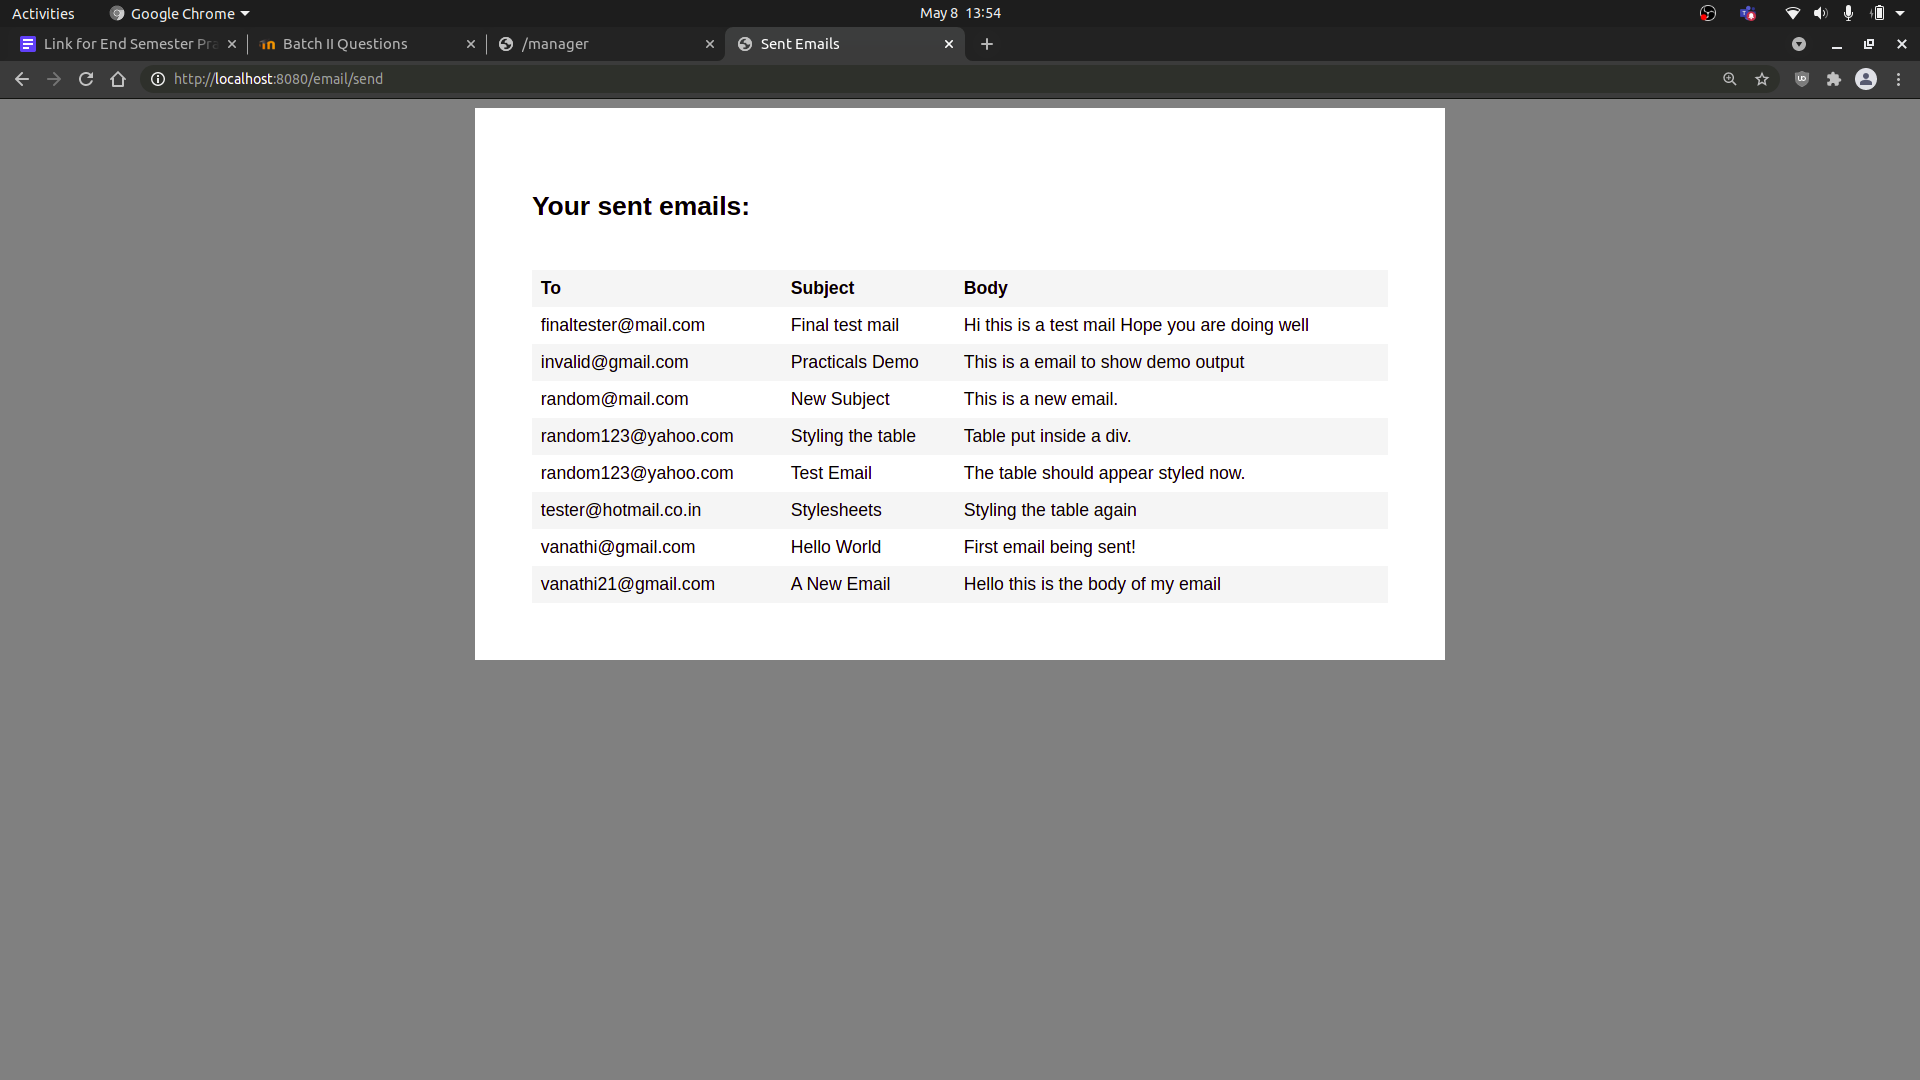 Activities Google Chrome May 8 13:54
Link for End Semester Pra Batch II Questions /manager Sent Emails
http://localhost:8080/email/send
Your sent emails:
To Subject Body
finaltester@mail.com Final test mail Hi this is a test mail Hope you are doing well
invalid@gmail.com Practicals Demo This is a email to show demo output
random@mail.com New Subject This is a new email.
random123@yahoo.com Styling the table Table put inside a div.
random123@yahoo.com Test Email The table should appear styled now.
tester@hotmail.co.in Stylesheets Styling the table again
vanathi@gmail.com Hello World First email being sent!
vanathi21@gmail.com A New Email Hello this is the body of my email